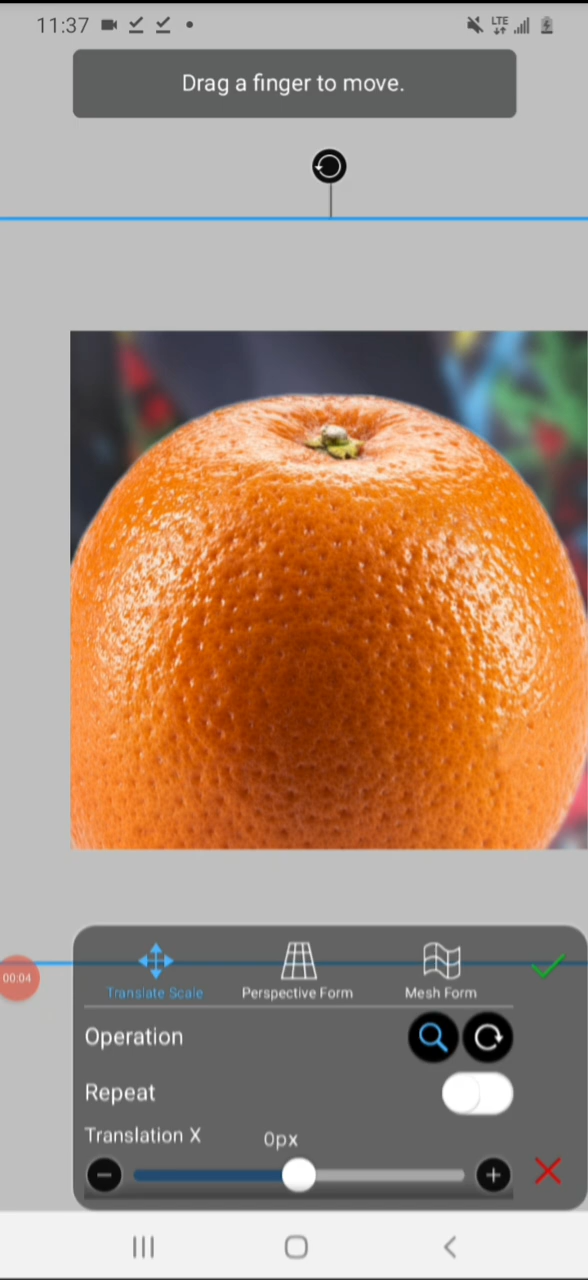 11:37 LTE
Drag a finger to move.
00:04
Translate Scale Perspective Form Mesh Form
Operation
Repeat
Translation X 0px